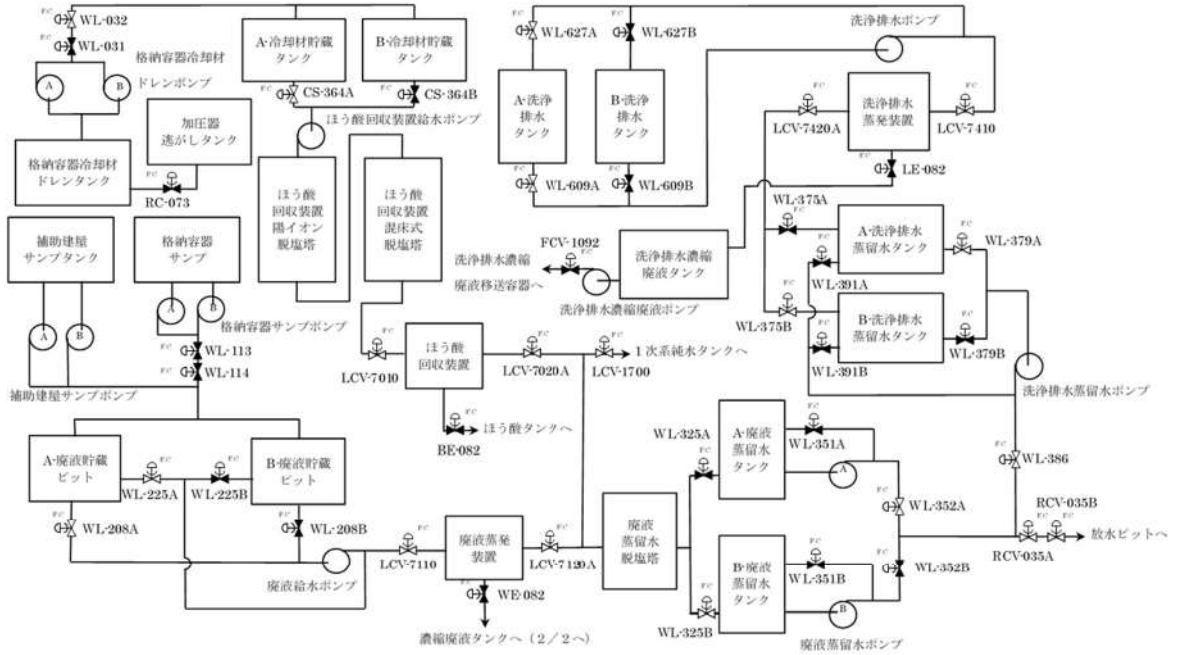 F.C
WL-032
F.C
WL-031
格納容器冷却材
ドレンポンプ
A
B
加圧器
逃がしタンク
格納容器冷却材
ドレンタンク
F.C
RC-073
A-冷却材貯蔵
タンク
B-冷却材貯蔵
タンク
F.C
CS-364A
F.C
CS-364B
ほう酸回収装置給水ポンプ
ほう酸
回収装置
陽イオン
脱塩塔
ほう酸
回収装置
混床式
脱塩塔
F.C
WL-627A
F.C
WL-627B
洗浄排水ポンプ
A-洗浄
排水
タンク
B-洗浄
排水
タンク
F.C
WL-609A
F.C
WL-609B
F.C
LCV-7420A
洗浄排水
蒸発装置
F.C
LCV-7410
F.C
LE-082
補助建屋
サンプタンク
格納容器
サンプ
A
B
格納容器サンプポンプ
A
B
F.C
WL-113
F.C
WL-114
補助建屋サンプポンプ
FCV-1092
F.C
洗浄排水濃縮
廃液移送容器へ
洗浄排水濃縮
廃液タンク
洗浄排水濃縮廃液ポンプ
WL-375A
F.C
F.C
WL-375B
A-洗浄排水
蒸留水タンク
F.C
WL-379A
F.C
WL-391A
B-洗浄排水
蒸留水タンク
F.C
WL-379B
F.C
WL-391B
洗浄排水蒸留水ポンプ
F.C
LCV-7010
ほう酸
回収装置
F.C
LCV-7020A
F.C
LCV-1700
1次系純水タンクへ
F.C
BE-082
ほう酸タンクへ
A-廃液貯蔵
ピット
F.C
WL-225A
F.C
WL-225B
B-廃液貯蔵
ピット
F.C
WL-208A
F.C
WL-208B
廃液給水ポンプ
F.C
LCV-7110
廃液蒸発
装置
F.C
LCV-7120A
F.C
WE-082
濃縮廃液タンクへ(2/2へ)
廃液
蒸留水
脱塩塔
WL-325A
F.C
F.C
WL-325B
A-廃液
蒸留水
タンク
F.C
WL-351A
A
F.C
WL-352A
B-廃液
蒸留水
タンク
F.C
WL-351B
B
F.C
WL-352B
廃液蒸留水ポンプ
F.C
WL-386
RCV-035B
F.C
F.C
RCV-035A
放水ピットへ